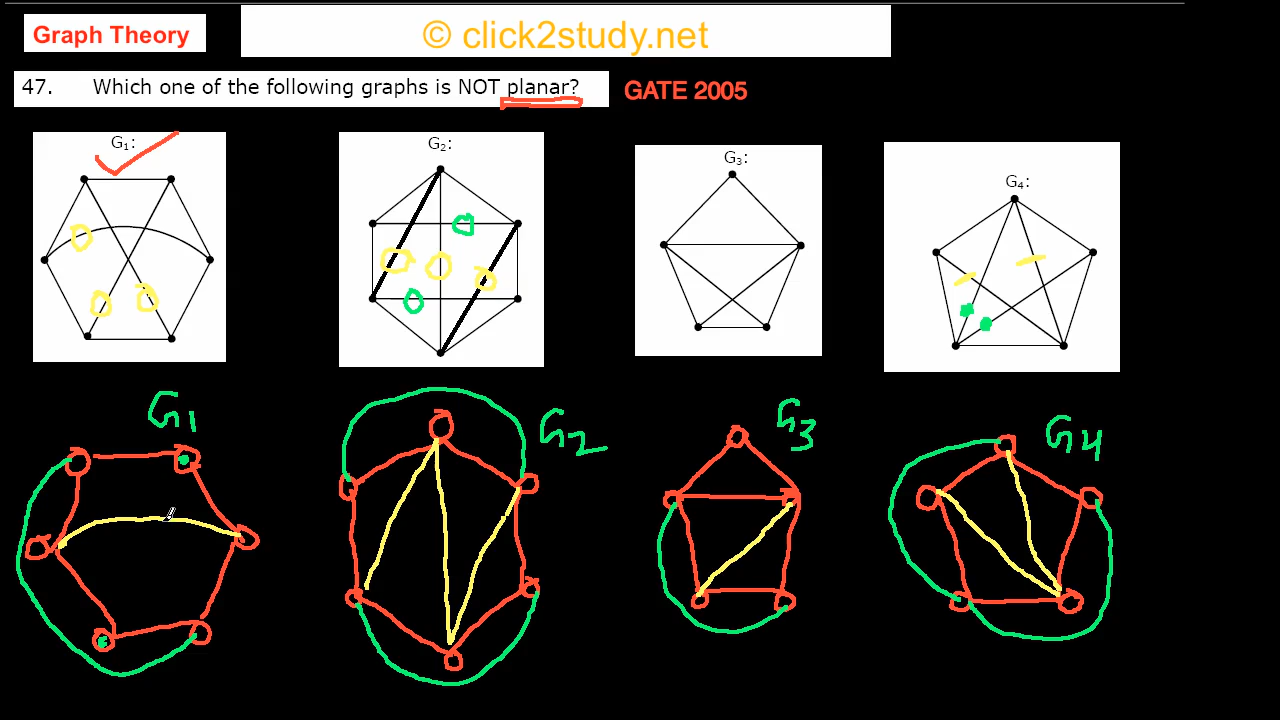 Graph Theory
© click2study.net
47. Which one of the following graphs is NOT planar?
GATE 2005
G₁:
G₂:
G₃:
G₄:
G1
G2
G3
G4